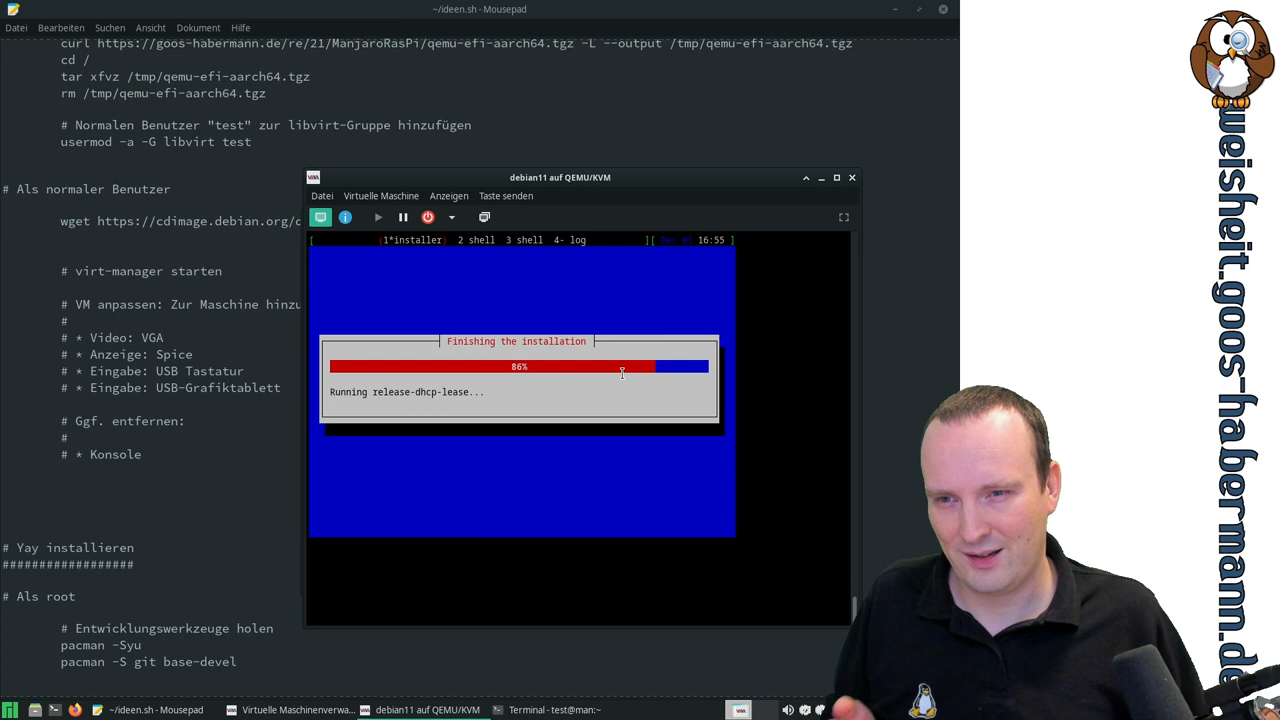 ~/ideen.sh - Mousepad
Datei Bearbeiten Suchen Ansicht Dokument Hilfe
curl https://goos-habermann.de/re/21/ManjaroRasPi/qemu-efi-aarch64.tgz -L --output /tmp/qemu-efi-aarch64.tgz
cd /
tar xfvz /tmp/qemu-efi-aarch64.tgz
rm /tmp/qemu-efi-aarch64.tgz
# Normalen Benutzer "test" zur libvirt-Gruppe hinzufügen
usermod -a -G libvirt test
# Als normaler Benutzer
wget https://cdimage.debian.org/c
# virt-manager starten
# VM anpassen: Zur Maschine hinzu
#
# * Video: VGA
# * Anzeige: Spice
# * Eingabe: USB Tastatur
# * Eingabe: USB-Grafiktablett
# Ggf. entfernen:
#
# * Konsole
# Yay installieren
##################
# Als root
# Entwicklungswerkzeuge holen
pacman -Syu
pacman -S git base-devel
debian11 auf QEMU/KVM
Datei Virtuelle Maschine Anzeigen Taste senden
[ 1*installer 2 shell 3 shell 4- log ][ 16:55 ]
Finishing the installation
86%
Running release-dhcp-lease...
weisheit.goos-habermann.de
~/ideen.sh - Mousepad
Virtuelle Maschinenverwa...
debian11 auf QEMU/KVM
Terminal - test@man:~